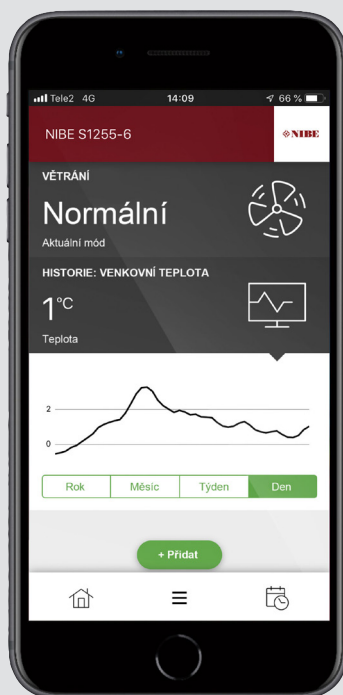 Tele2 4G 14:09 66 %
NIBE S1255-6
NIBE
VĚTRÁNÍ
Normální
Aktuální mód
HISTORIE: VENKOVNÍ TEPLOTA
1°C
Teplota
2
0
Rok Měsíc Týden Den
+ Přidat